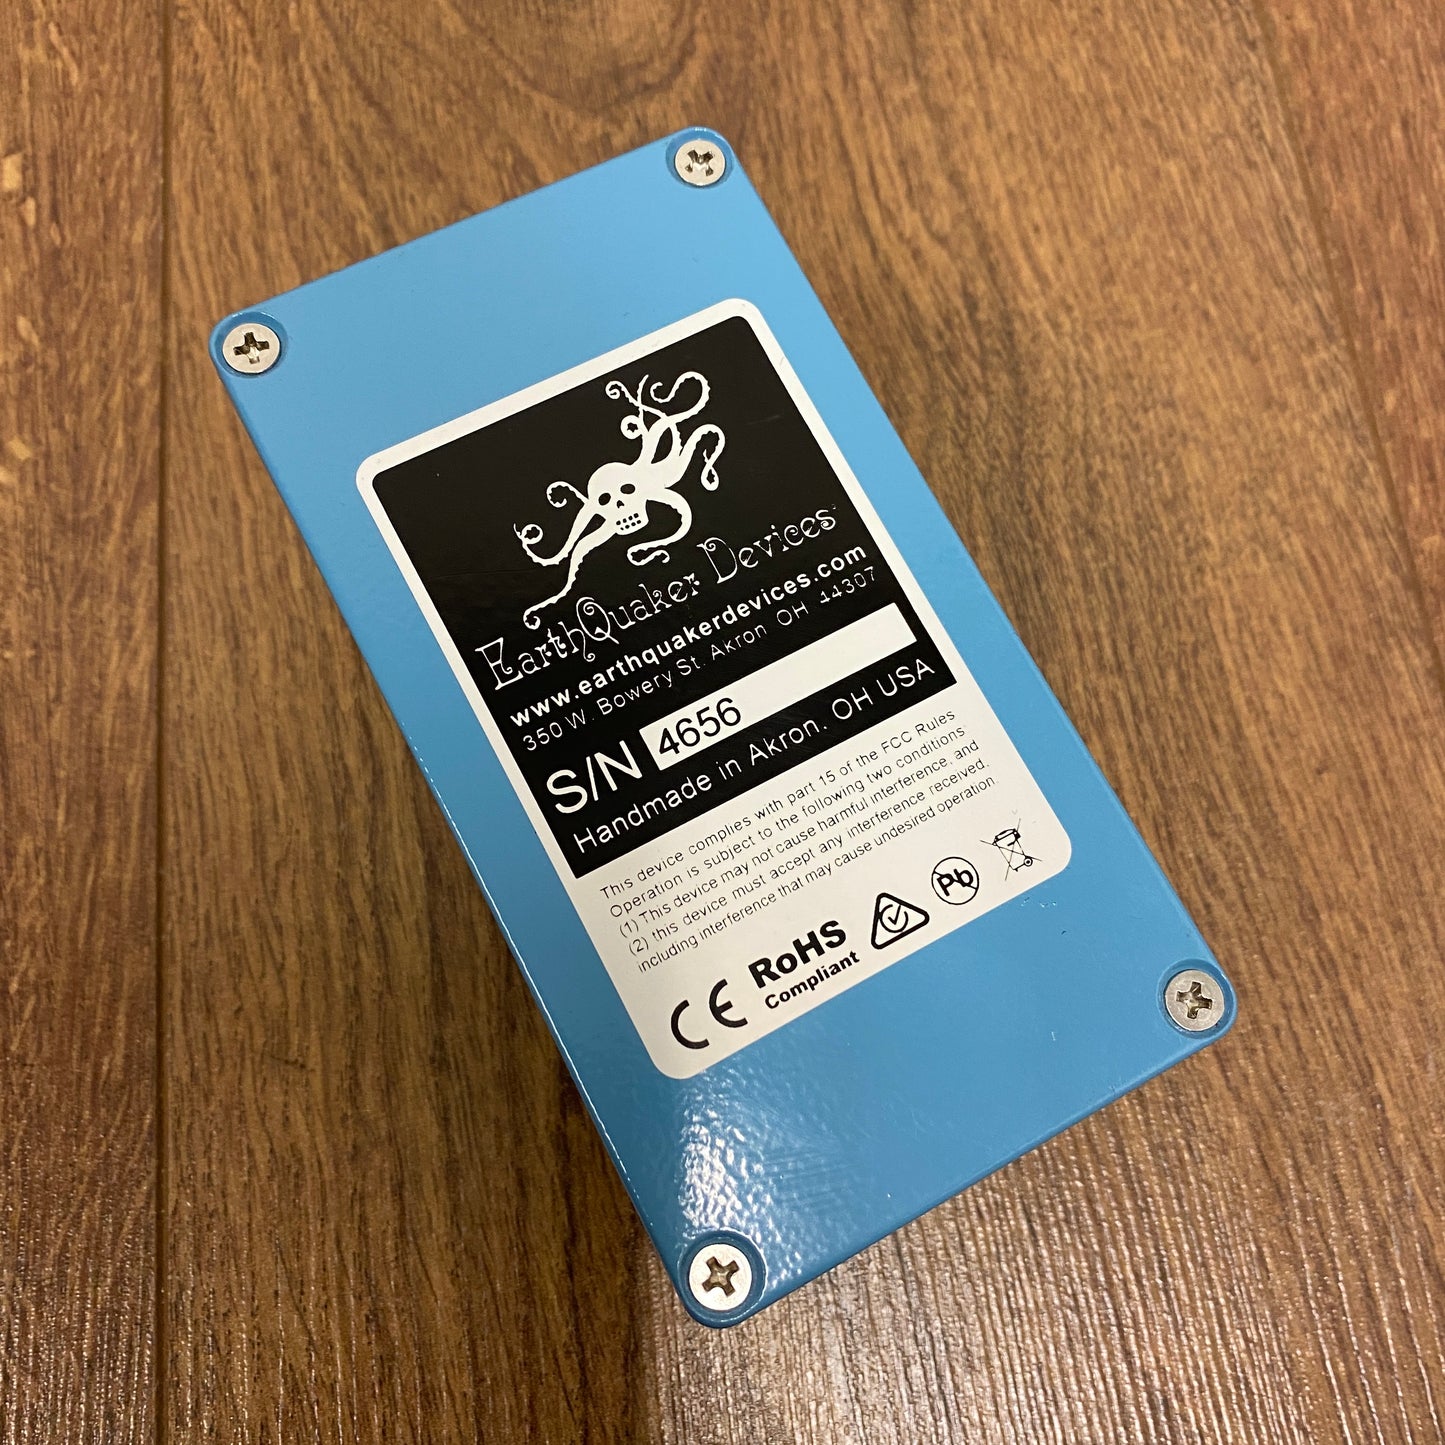 EarthQuaker Devices
www.earthquakerdevices.com
350 W. Bowery St. Akron OH 44307
S/N 4656
Handmade in Akron, OH USA
This device complies with part 15 of the FCC Rules
Operation is subject to the following two conditions:
(1) This device may not cause harmful interference, and
(2) this device must accept any interference received,
including interference that may cause undesired operation
CE RoHS Pb
Compliant